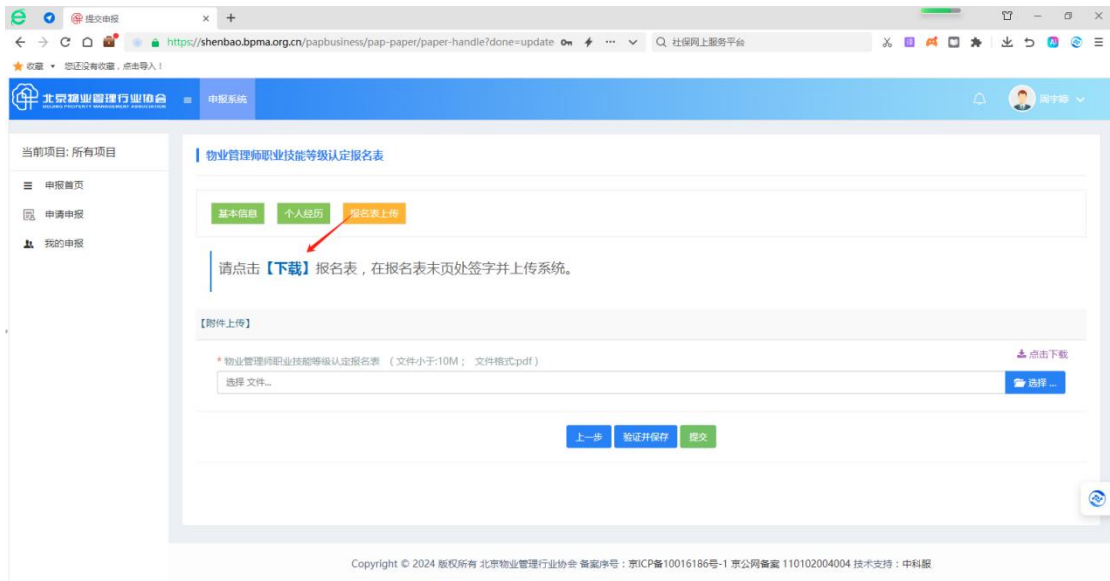 提交申报
https://shenbao.bpma.org.cn/papbusiness/pap-paper/paper-handle?done=update
社保网上服务平台
收藏 您还没有收藏，点击导入！
北京物业管理行业协会
BEIJING PROPERTY MANAGEMENT ASSOCIATION
申报系统
当前项目: 所有项目
申报首页
申请申报
我的申报
物业管理师职业技能等级认定报名表
基本信息 个人经历 报名表上传
请点击【下载】报名表，在报名表末页处签字并上传系统。
【附件上传】
* 物业管理师职业技能等级认定报名表 （文件小于:10M； 文件格式:pdf）
点击下载
选择 文件...
选择 ...
上一步 验证并保存 提交
Copyright © 2024 版权所有 北京物业管理行业协会 备案序号：京ICP备10016186号-1 京公网备案 110102004004 技术支持：中科服